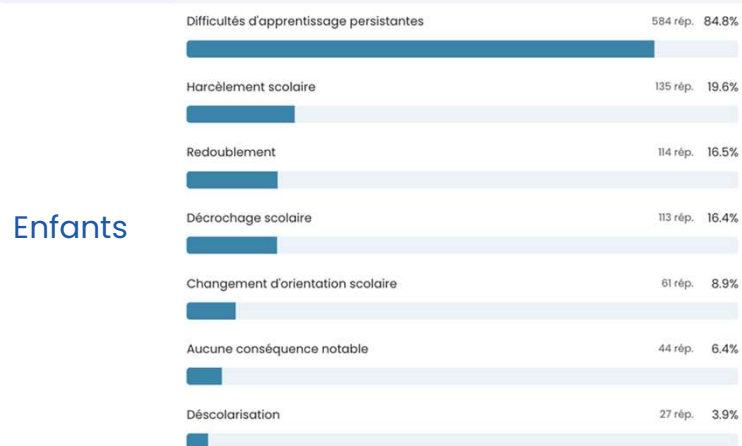 Difficultés d'apprentissage persistantes 584 rép. 84.8%
Harcèlement scolaire 135 rép. 19.6%
Redoublement 114 rép. 16.5%
Enfants
Décrochage scolaire 113 rép. 16.4%
Changement d'orientation scolaire 61 rép. 8.9%
Aucune conséquence notable 44 rép. 6.4%
Déscolarisation 27 rép. 3.9%